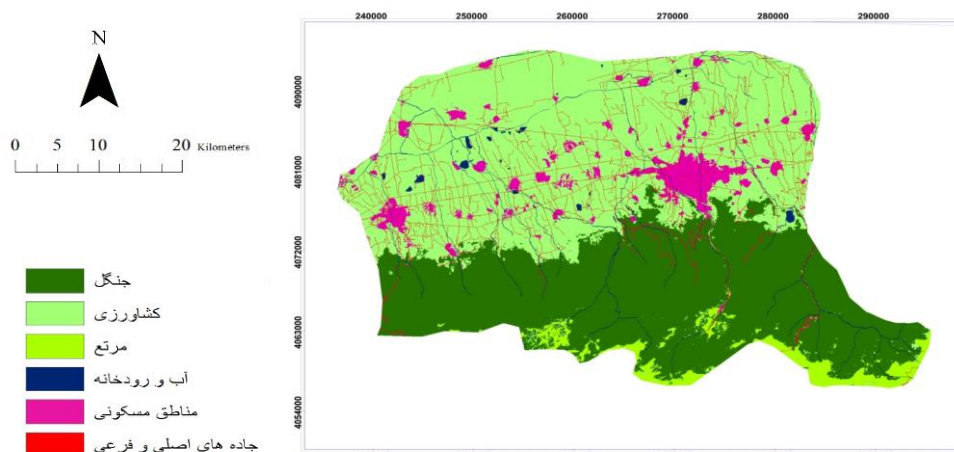 240000 250000 260000 270000 280000 290000
N
0 5 10 20 Kilometers
4090000
4081000
4072000
4063000
4054000
جنگل
کشاورزی
مرتع
آب و رودخانه
مناطق مسکونی
جاده های اصلی و فرعی